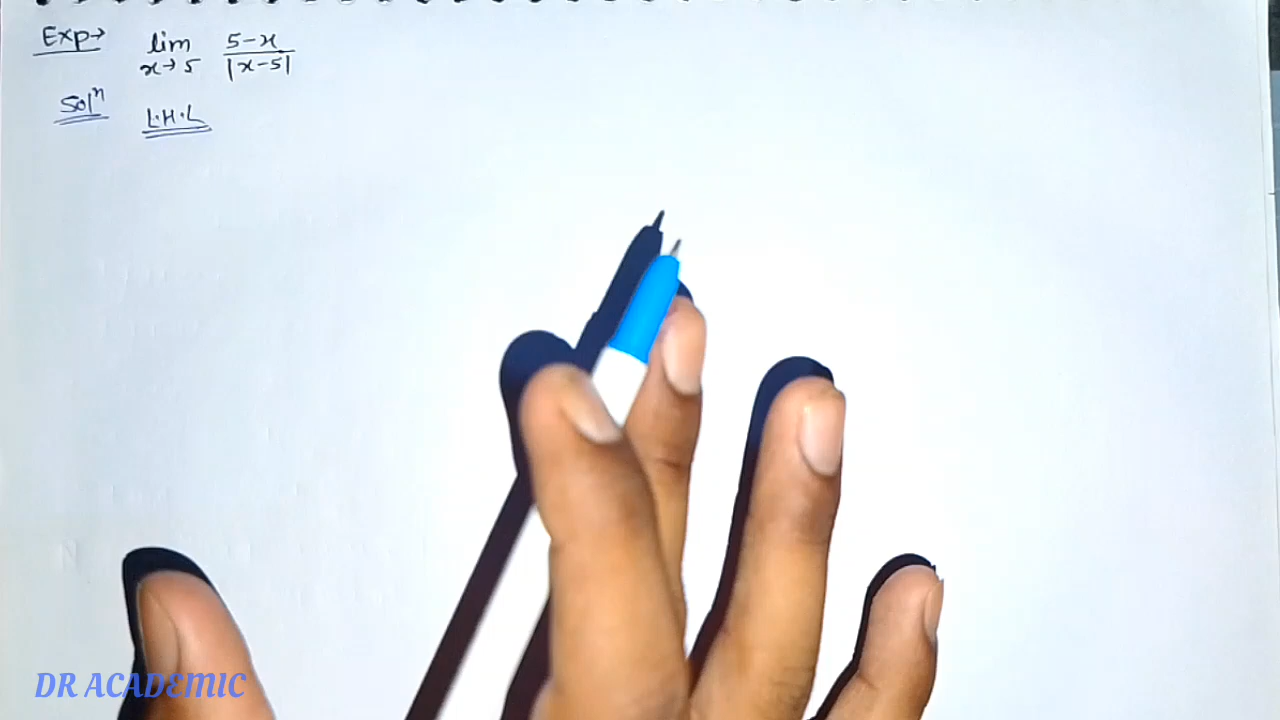 Exp→ lim x→5 5-x / |x-5|
Solⁿ L.H.L
DR ACADEMIC